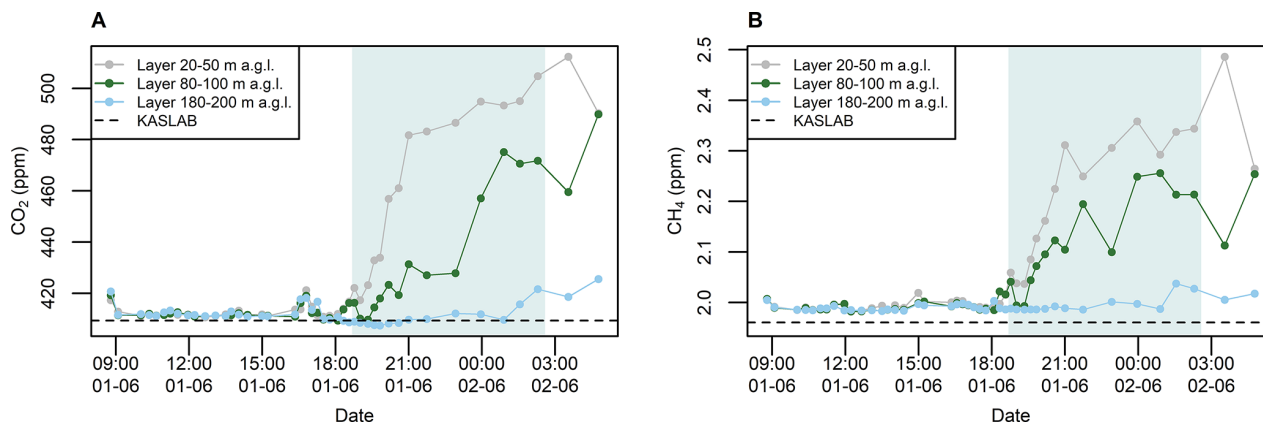 A
Layer 20-50 m a.g.l.
Layer 80-100 m a.g.l.
Layer 180-200 m a.g.l.
KASLAB
CO2 (ppm)
500
480
460
440
420
09:00 12:00 15:00 18:00 21:00 00:00 03:00
01-06 01-06 01-06 01-06 01-06 02-06 02-06
Date
B
Layer 20-50 m a.g.l.
Layer 80-100 m a.g.l.
Layer 180-200 m a.g.l.
KASLAB
CH4 (ppm)
2.5
2.4
2.3
2.2
2.1
2.0
09:00 12:00 15:00 18:00 21:00 00:00 03:00
01-06 01-06 01-06 01-06 01-06 02-06 02-06
Date